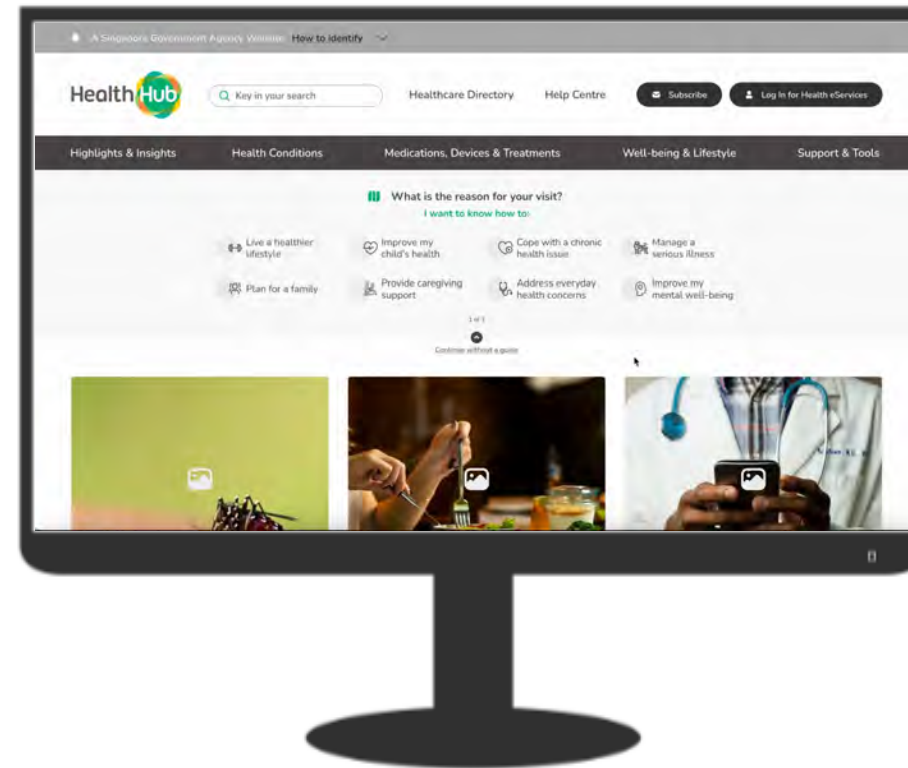 A Singapore Government Agency Website How to identify
HealthHub
Key in your search
Healthcare Directory
Help Centre
Subscribe
Log In for Health eServices
Highlights & Insights
Health Conditions
Medications, Devices & Treatments
Well-being & Lifestyle
Support & Tools
What is the reason for your visit?
I want to know how to:
Live a healthier
lifestyle
Improve my
child's health
Cope with a chronic
health issue
Manage a
serious illness
Plan for a family
Provide caregiving
support
Address everyday
health concerns
Improve my
mental well-being
Continue without a guide